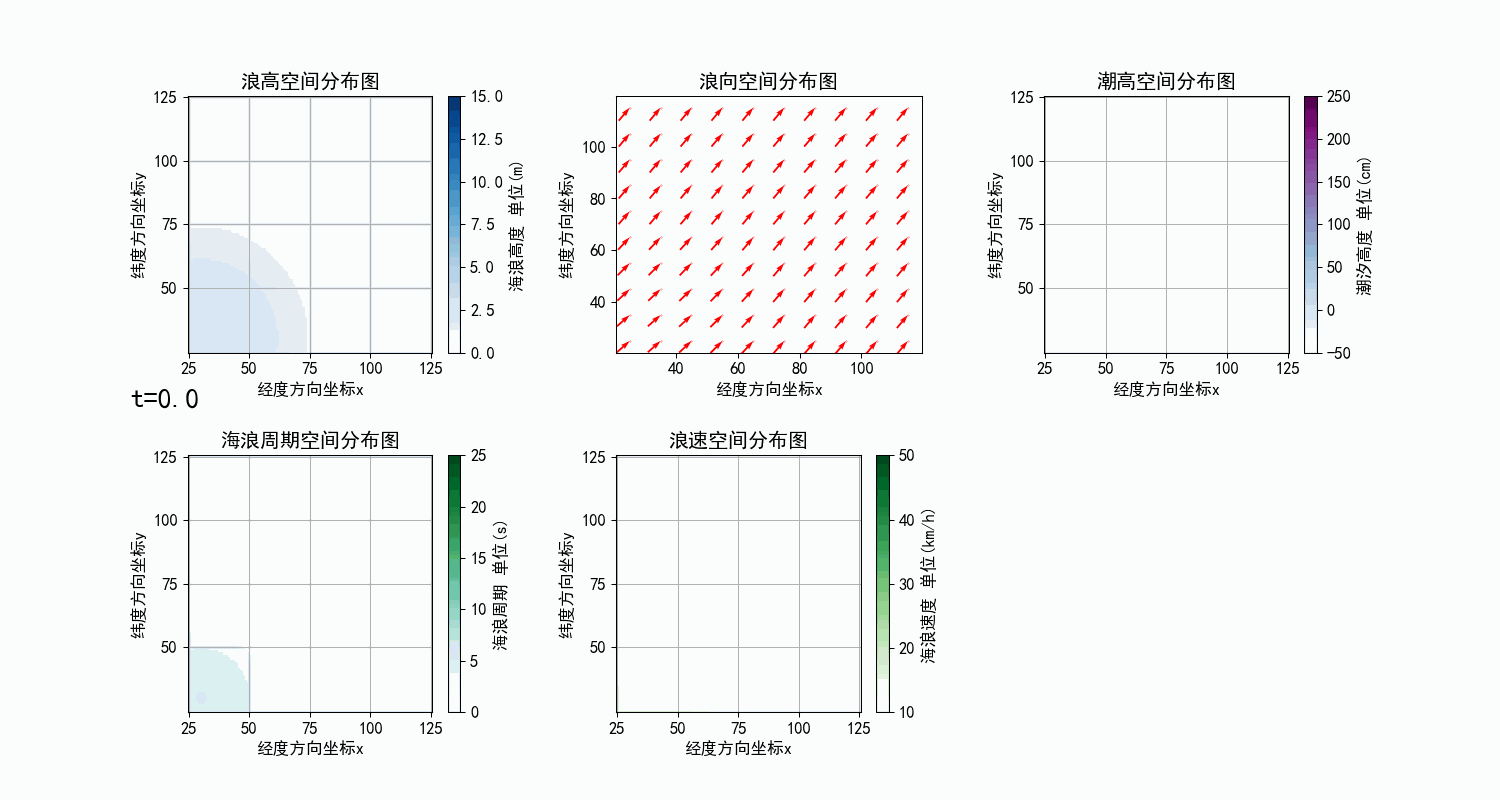 浪高空间分布图
125
100
75
50
25 50 75 100 125
纬度方向坐标y
经度方向坐标x
15.0
12.5
10.0
7.5
5.0
2.5
0.0
海浪高度 单位(m)
浪向空间分布图
100
80
60
40
40 60 80 100
纬度方向坐标y
经度方向坐标x
潮高空间分布图
125
100
75
50
25 50 75 100 125
纬度方向坐标y
经度方向坐标x
250
200
150
100
50
0
−50
潮汐高度 单位(cm)
t=0.0
海浪周期空间分布图
125
100
75
50
25 50 75 100 125
纬度方向坐标y
经度方向坐标x
25
20
15
10
5
0
海浪周期 单位(s)
浪速空间分布图
125
100
75
50
25 50 75 100 125
纬度方向坐标y
经度方向坐标x
50
40
30
20
10
海浪速度 单位(km/h)